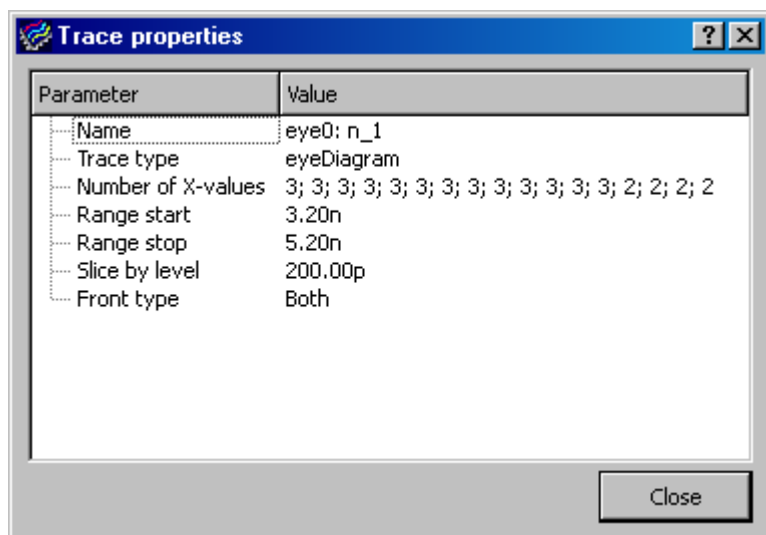 Trace properties
Parameter Value
Name eye0: n_1
Trace type eyeDiagram
Number of X-values 3; 3; 3; 3; 3; 3; 3; 3; 3; 3; 3; 3; 2; 2; 2; 2
Range start 3.20n
Range stop 5.20n
Slice by level 200.00p
Front type Both
Close